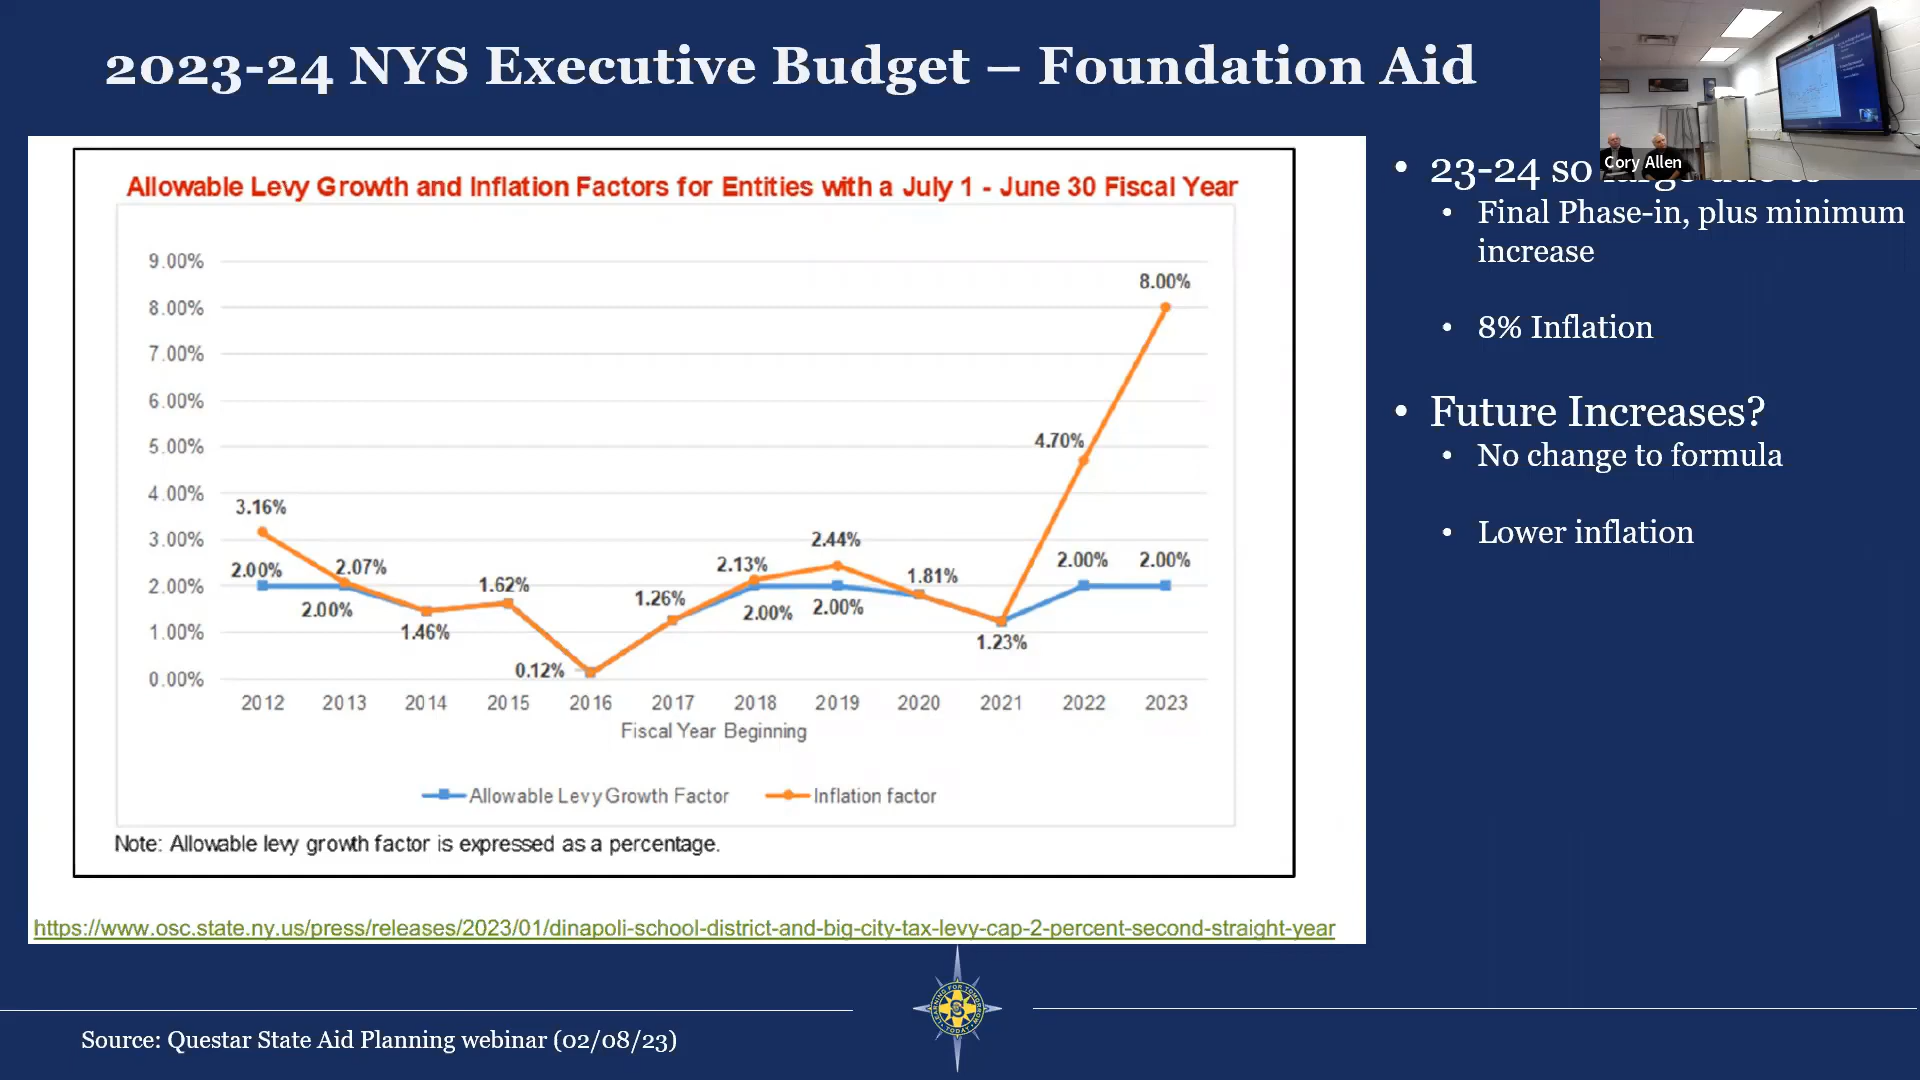 2023-24 NYS Executive Budget – Foundation Aid
Cory Allen
Allowable Levy Growth and Inflation Factors for Entities with a July 1 - June 30 Fiscal Year
9.00%
8.00%
7.00%
6.00%
5.00%
4.00%
3.00%
2.00%
1.00%
0.00%
3.16%
2.00%
2.07%
2.00%
1.46%
1.62%
0.12%
1.26%
2.13%
2.00%
2.44%
2.00%
1.81%
1.23%
4.70%
2.00%
8.00%
2.00%
2012 2013 2014 2015 2016 2017 2018 2019 2020 2021 2022 2023
Fiscal Year Beginning
Allowable Levy Growth Factor Inflation factor
Note: Allowable levy growth factor is expressed as a percentage.
https://www.osc.state.ny.us/press/releases/2023/01/dinapoli-school-district-and-big-city-tax-levy-cap-2-percent-second-straight-year
• 23-24 so
• Final Phase-in, plus minimum
increase
• 8% Inflation
• Future Increases?
• No change to formula
• Lower inflation
LEARNING FOR TOMORROW
S
TODAY
Source: Questar State Aid Planning webinar (02/08/23)